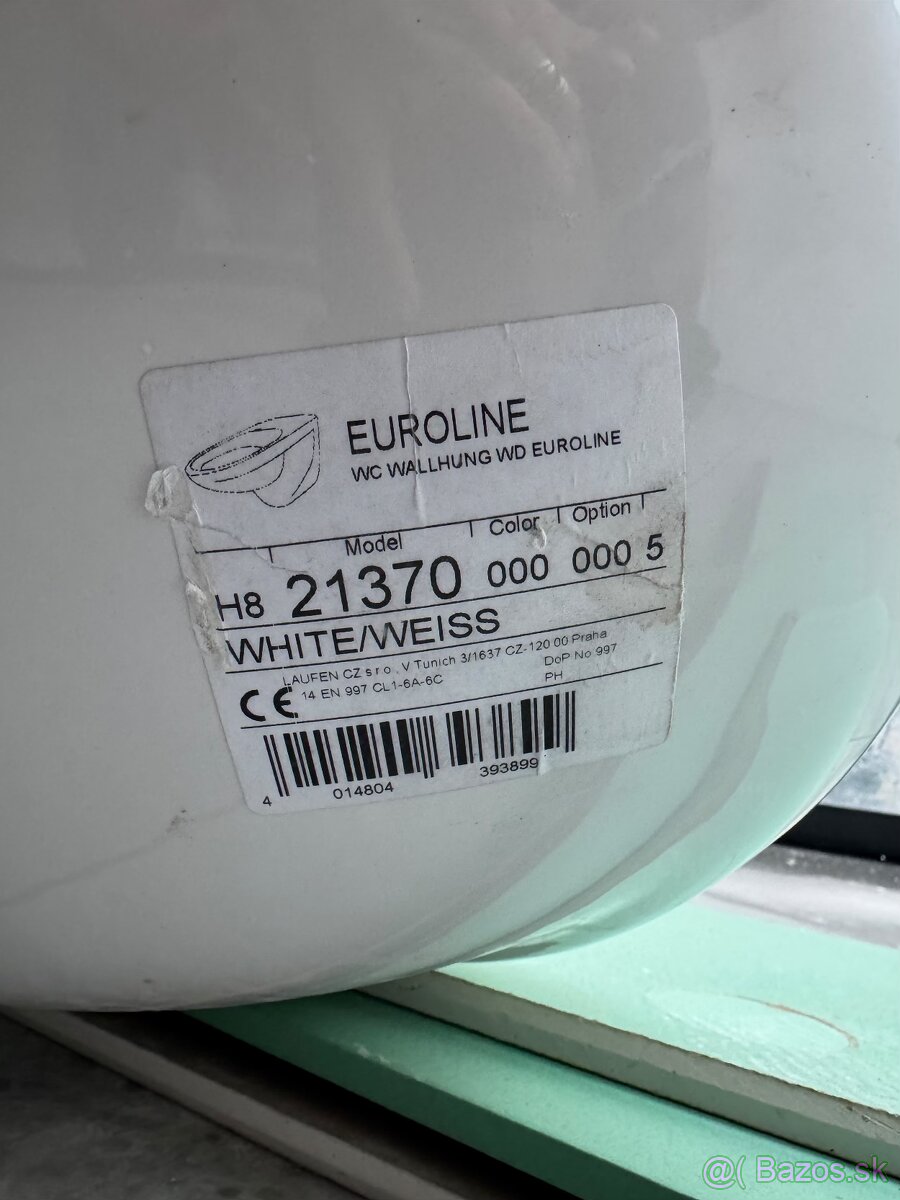 EUROLINE
WC WALLHUNG WD EUROLINE
Model Color Option
H8 21370 000 000 5
WHITE/WEISS
LAUFEN CZ s r o , V Tunich 3/1637 CZ-120 00 Praha
CE 14 EN 997 CL1-6A-6C DoP No 997
PH
4 014804 393899
@( Bazos.sk